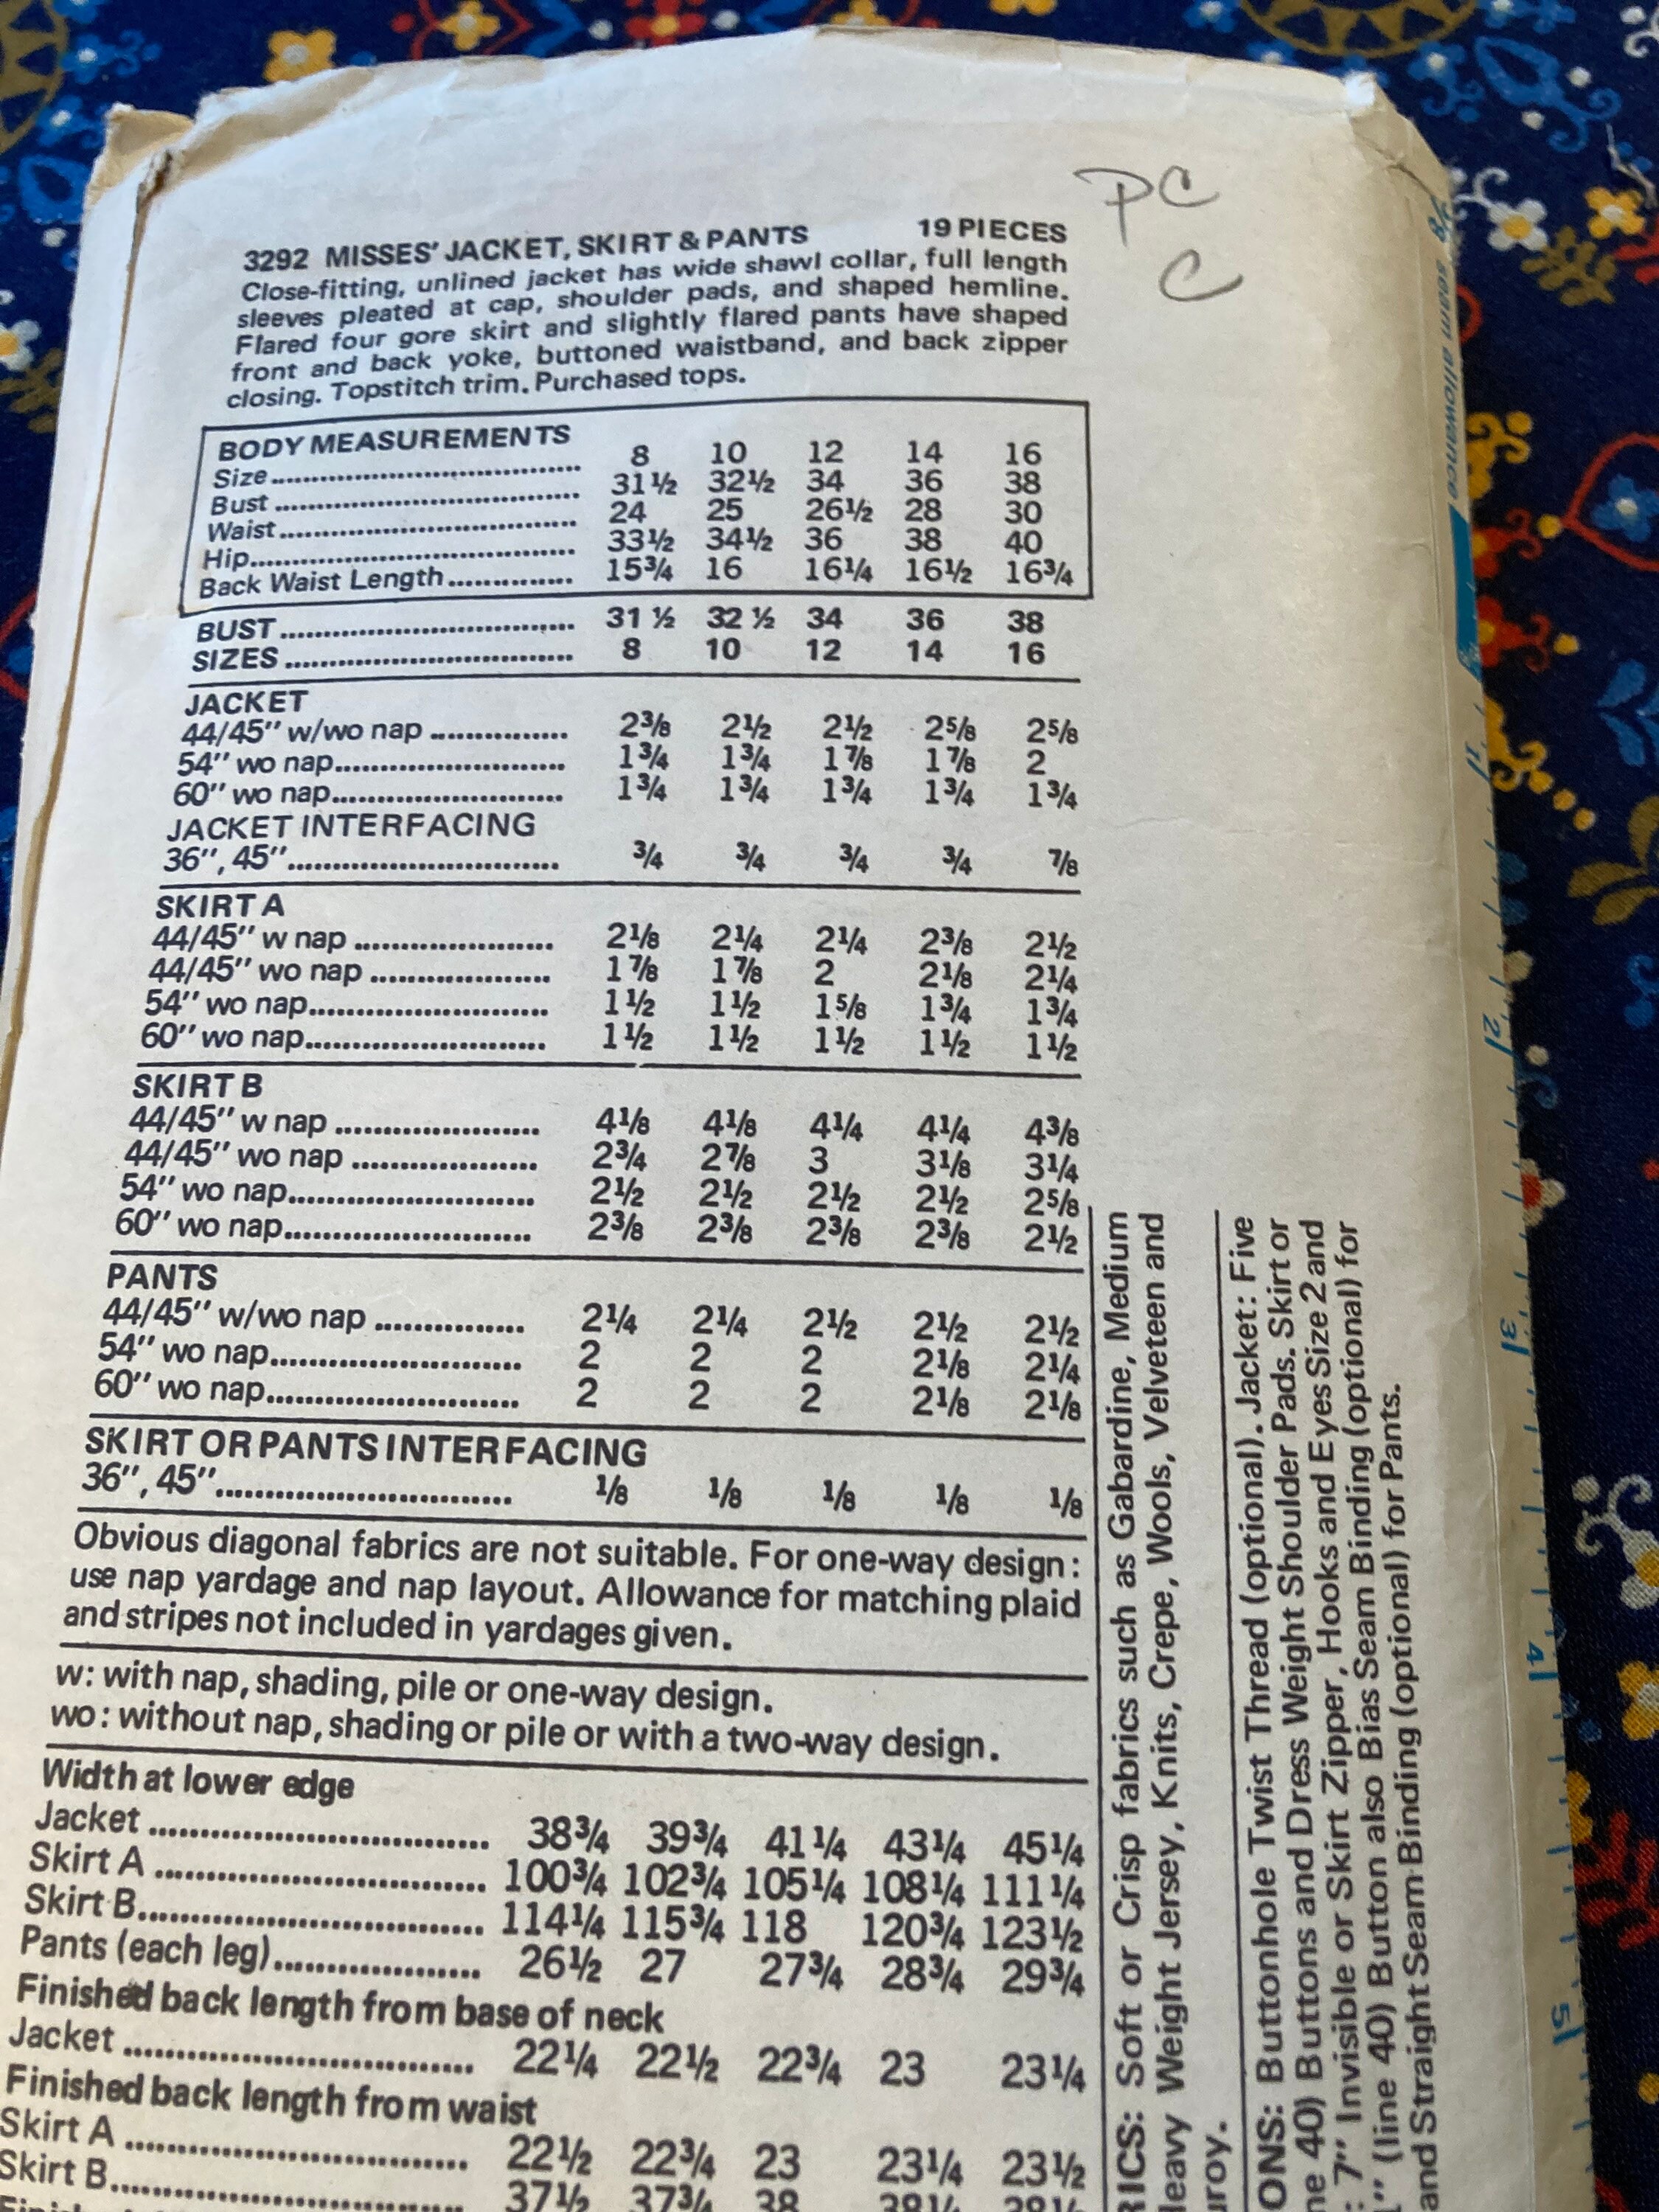 PC
C
3292 MISSES' JACKET, SKIRT & PANTS 19 PIECES
Close-fitting, unlined jacket has wide shawl collar, full length
sleeves pleated at cap, shoulder pads, and shaped hemline.
Flared four gore skirt and slightly flared pants have shaped
front and back yoke, buttoned waistband, and back zipper
closing. Topstitch trim. Purchased tops.
BODY MEASUREMENTS
Size 8 10 12 14 16
Bust 31½ 32½ 34 36 38
Waist 24 25 26½ 28 30
Hip 33½ 34½ 36 38 40
Back Waist Length 15¾ 16 16¼ 16½ 16¾
BUST 31 ½ 32 ½ 34 36 38
SIZES 8 10 12 14 16
JACKET
44/45" w/wo nap 2⅜ 2½ 2½ 2⅝ 2⅝
54" wo nap 1¾ 1¾ 1⅞ 1⅞ 2
60" wo nap 1¾ 1¾ 1¾ 1¾ 1¾
JACKET INTERFACING
36", 45" ¾ ¾ ¾ ¾ ⅞
SKIRT A
44/45" w nap 2⅛ 2¼ 2¼ 2⅜ 2½
44/45" wo nap 1⅞ 1⅞ 2 2⅛ 2¼
54" wo nap 1½ 1½ 1⅝ 1¾ 1¾
60" wo nap 1½ 1½ 1½ 1½ 1½
SKIRT B
44/45" w nap 4⅛ 4⅛ 4¼ 4¼ 4⅜
44/45" wo nap 2¾ 2⅞ 3 3⅛ 3¼
54" wo nap 2½ 2½ 2½ 2½ 2⅝
60" wo nap 2⅜ 2⅜ 2⅜ 2⅜ 2½
PANTS
44/45" w/wo nap 2¼ 2¼ 2½ 2½ 2½
54" wo nap 2 2 2 2⅛ 2¼
60" wo nap 2 2 2 2⅛ 2⅛
SKIRT OR PANTS INTERFACING
36", 45" ⅛ ⅛ ⅛ ⅛ ⅛
Obvious diagonal fabrics are not suitable. For one-way design:
use nap yardage and nap layout. Allowance for matching plaid
and stripes not included in yardages given.
w: with nap, shading, pile or one-way design.
wo: without nap, shading or pile or with a two-way design.
Width at lower edge
Jacket 38¾ 39¾ 41¼ 43¼ 45¼
Skirt A 100¾ 102¾ 105¼ 108¼ 111¼
Skirt B 114¼ 115¾ 118 120¾ 123½
Pants (each leg) 26½ 27 27¾ 28¾ 29¾
Finished back length from base of neck
Jacket 22¼ 22½ 22¾ 23 23¼
Finished back length from waist
Skirt A 22½ 22¾ 23 23¼ 23½
Skirt B 37½ 37¾ 38
RICS: Soft or Crisp fabrics such as Gabardine, Medium
Heavy Weight Jersey, Knits, Crepe, Wools, Velveteen and
uroy.
ONS: Buttonhole Twist Thread (optional). Jacket: Five
ne 40) Buttons and Dress Weight Shoulder Pads. Skirt or
: 7" Invisible or Skirt Zipper, Hooks and Eyes Size 2 and
(line 40) Button also Bias Seam Binding (optional) for
and Straight Seam Binding (optional) for Pants.
5/8 seam allowance
1 2 3 4 5